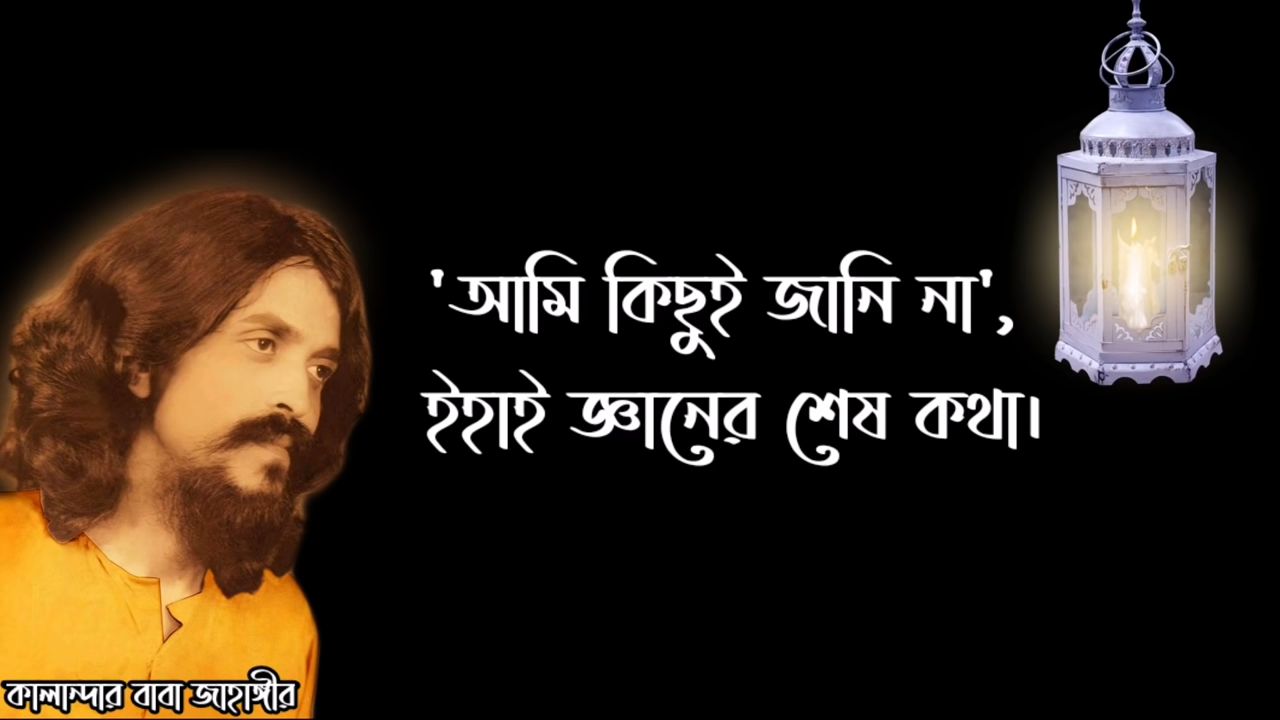 'আমি কিছুই জানি না',
ইহাই জ্ঞানের শেষ কথা।
কালান্দার বাবা জাহাঙ্গীর